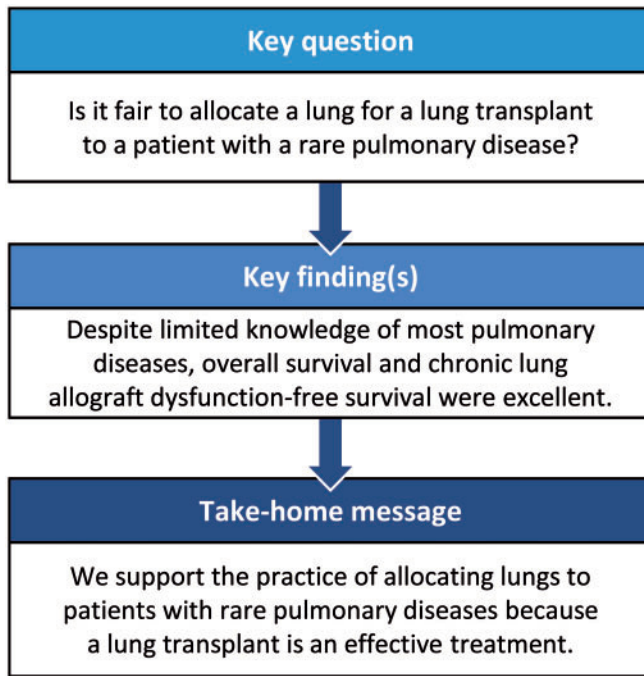 Key question
Is it fair to allocate a lung for a lung transplant
to a patient with a rare pulmonary disease?
Key finding(s)
Despite limited knowledge of most pulmonary
diseases, overall survival and chronic lung
allograft dysfunction-free survival were excellent.
Take-home message
We support the practice of allocating lungs to
patients with rare pulmonary diseases because
a lung transplant is an effective treatment.